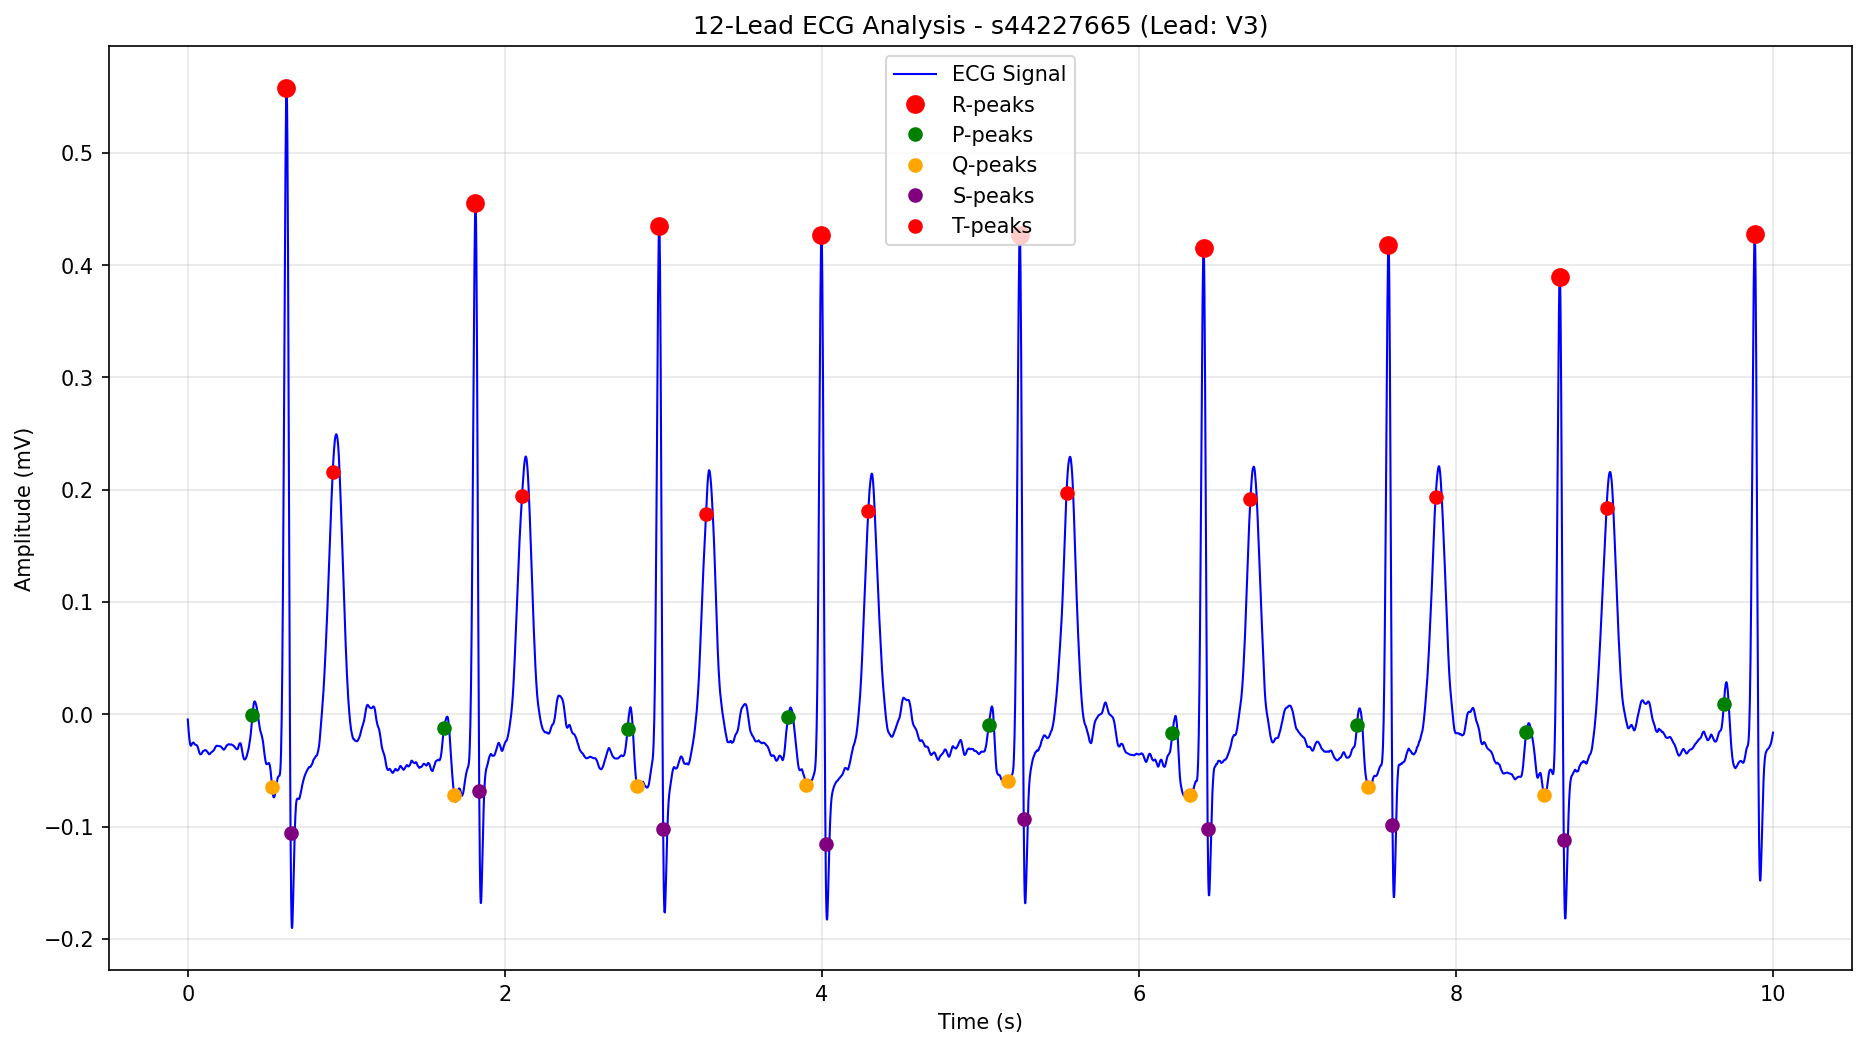 12-Lead ECG Analysis - s44227665 (Lead: V3)
ECG Signal
R-peaks
P-peaks
Q-peaks
S-peaks
T-peaks
Amplitude (mV)
0.5
0.4
0.3
0.2
0.1
0.0
−0.1
−0.2
0 2 4 6 8 10
Time (s)